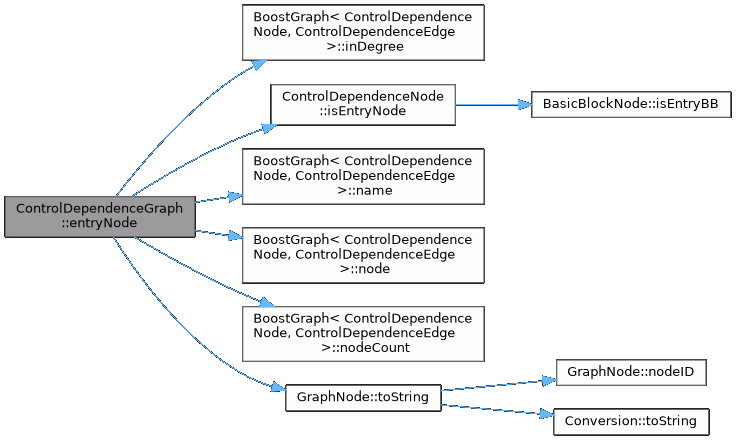 BoostGraph< ControlDependence
Node, ControlDependenceEdge
>::inDegree
ControlDependenceNode
::isEntryNode
BasicBlockNode::isEntryBB
BoostGraph< ControlDependence
Node, ControlDependenceEdge
>::name
ControlDependenceGraph
::entryNode
BoostGraph< ControlDependence
Node, ControlDependenceEdge
>::node
BoostGraph< ControlDependence
Node, ControlDependenceEdge
>::nodeCount
GraphNode::toString
GraphNode::nodeID
Conversion::toString